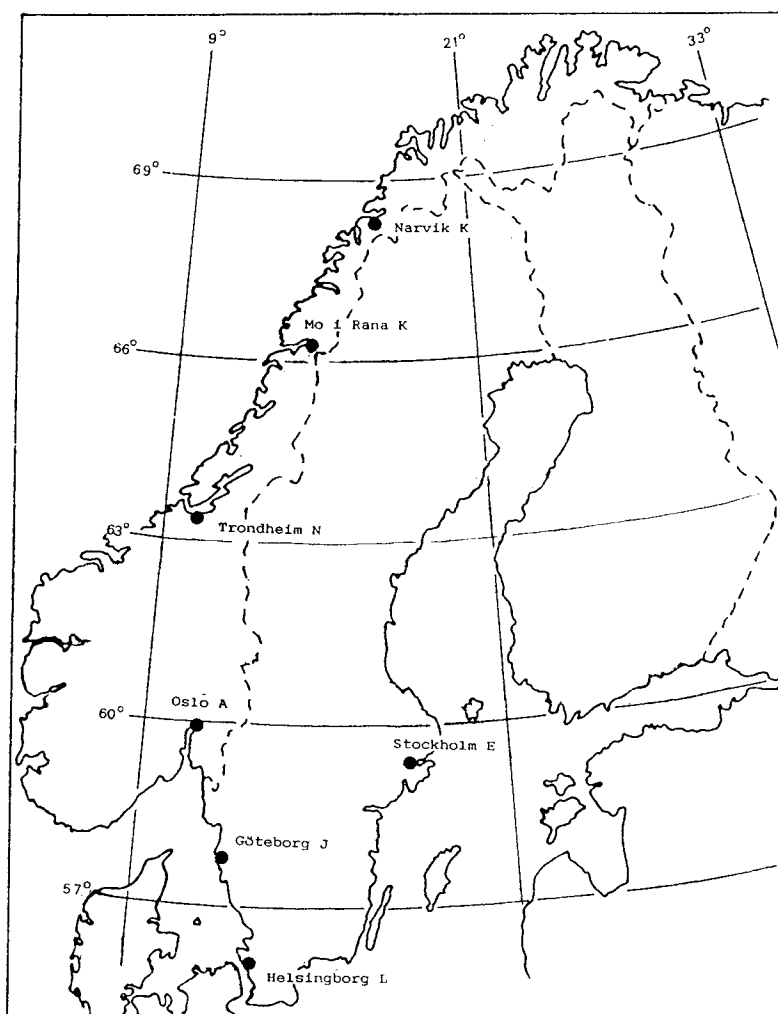 9°
21°
33°
69°
Narvik K
Mo i Rana K
66°
Trondheim N
63°
Oslo A
60°
Stockholm E
Göteborg J
57°
Helsingborg L